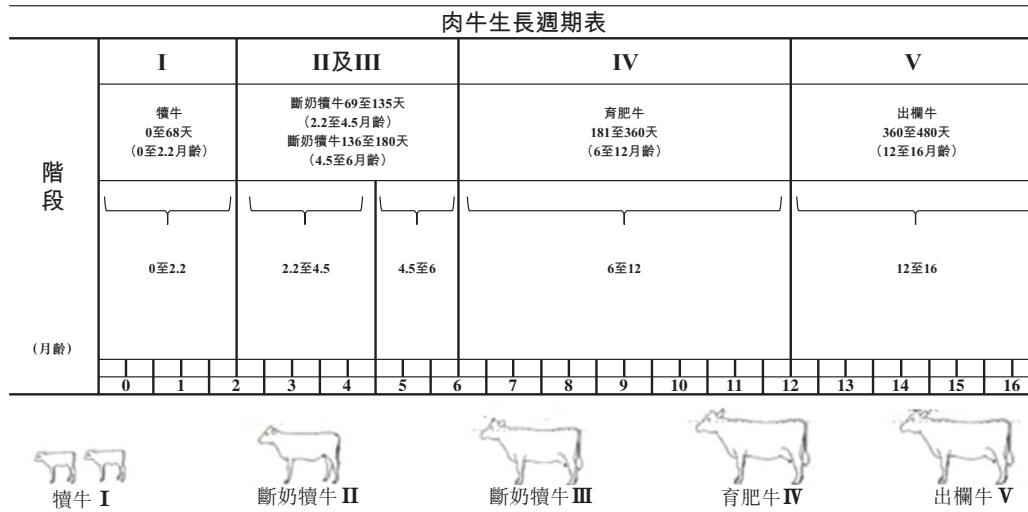 肉牛生長週期表
I
II及III
IV
V
階段
犢牛
0至68天
（0至2.2月齡）
斷奶犢牛69至135天
（2.2至4.5月齡）
斷奶犢牛136至180天
（4.5至6月齡）
育肥牛
181至360天
（6至12月齡）
出欄牛
360至480天
（12至16月齡）
0至2.2
2.2至4.5
4.5至6
6至12
12至16
(月齡)
0 1 2 3 4 5 6 7 8 9 10 11 12 13 14 15 16
犢牛 I
斷奶犢牛 II
斷奶犢牛 III
育肥牛 IV
出欄牛 V